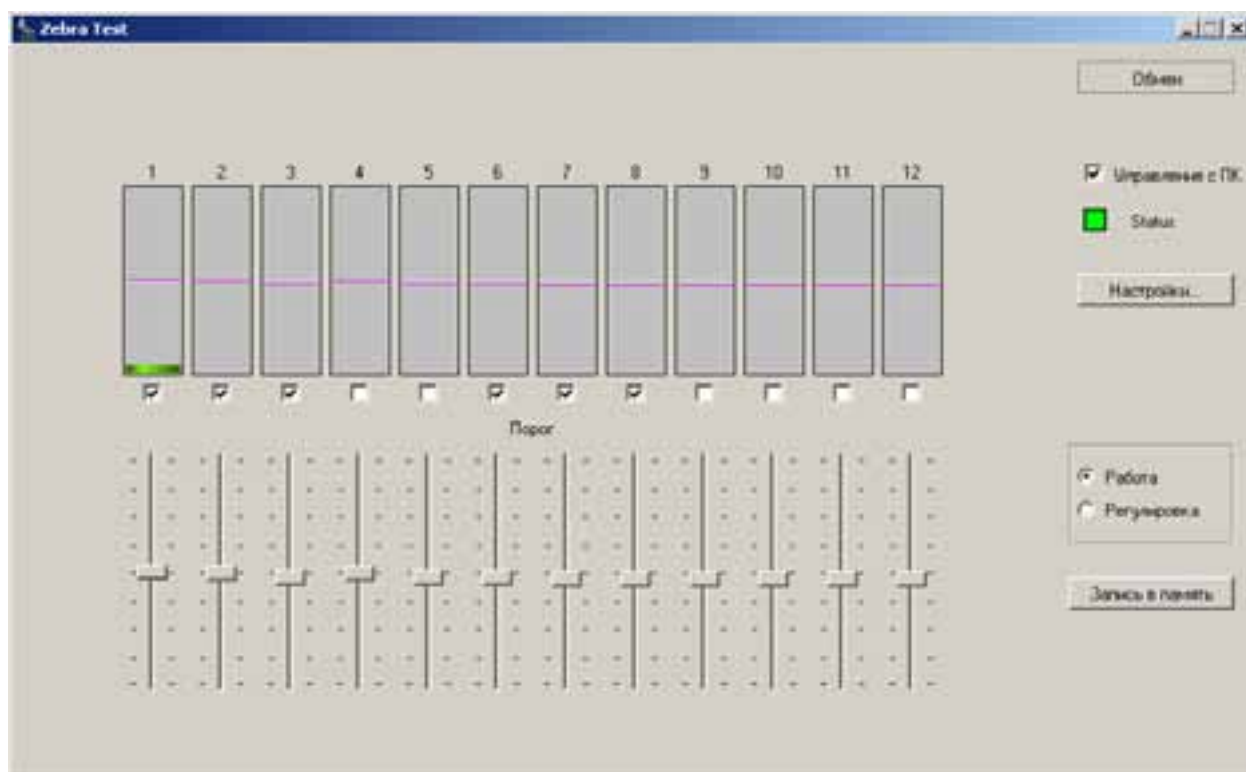 Zebra Test
Обмен
1 2 3 4 5 6 7 8 9 10 11 12
Управление с ПК
Status
Настройки...
Порог
Работа
Регулировка
Запись в память